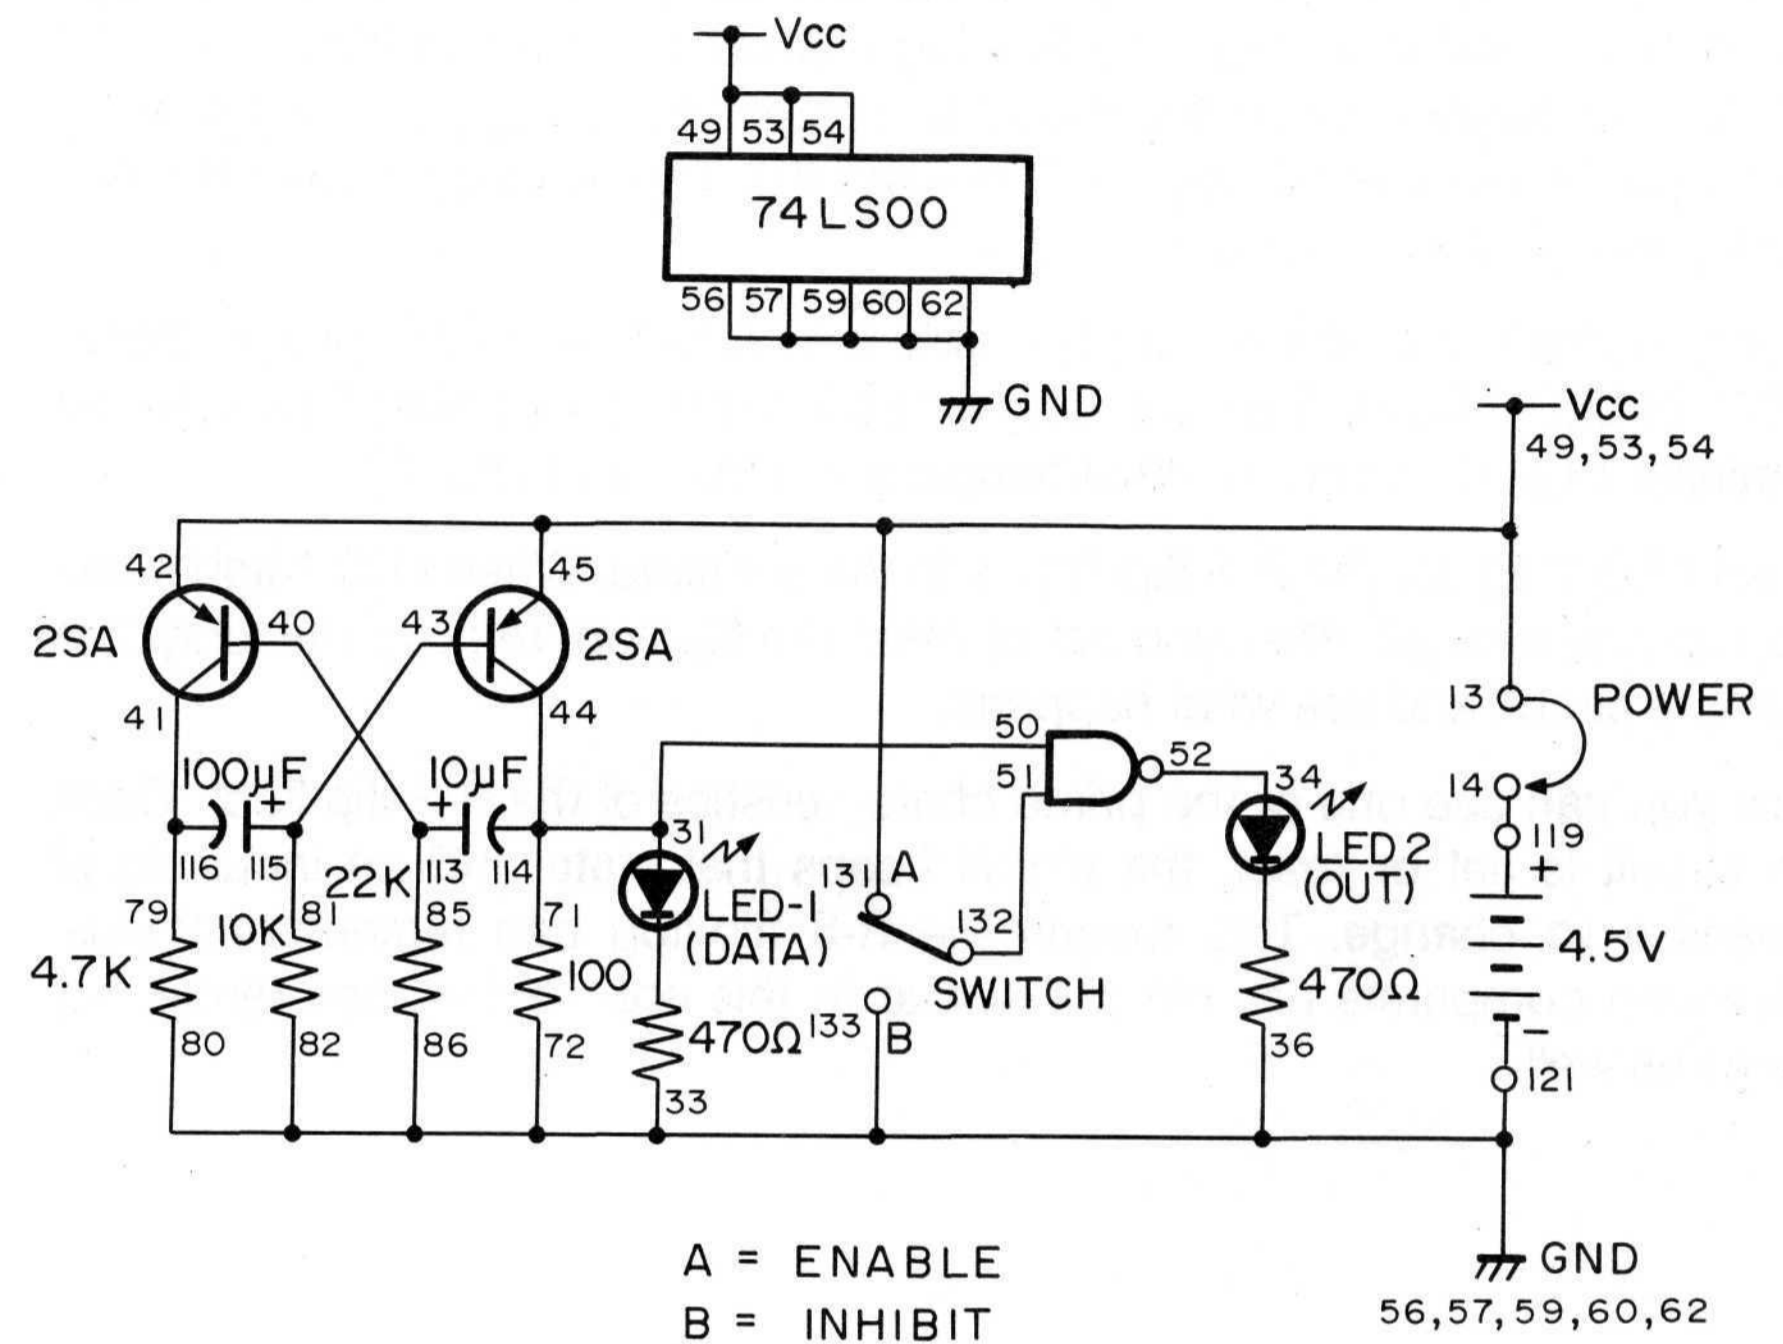 Vcc
49 53 54
74LS00
56 57 59 60 62
GND
Vcc
49,53,54
42
45
2SA
40
43
2SA
41
44
13
POWER
50
51
52
34
14
100µF
+
10µF
+
31
119
+
LED 2
(OUT)
116
115
22K
113
114
131
A
132
LED-1
(DATA)
79
10K
81
85
71
4.7K
100
SWITCH
470Ω
4.5V
470Ω
133
B
80
82
86
72
36
–
33
121
A = ENABLE
B = INHIBIT
GND
56,57,59,60,62